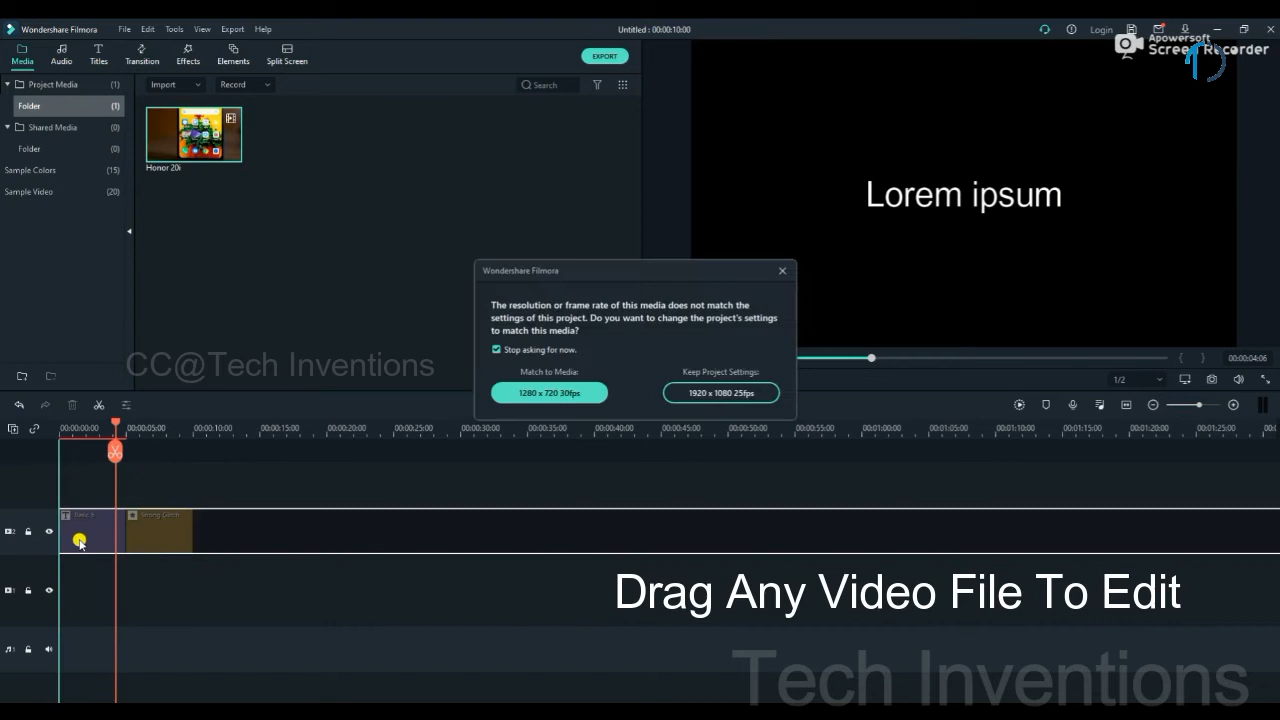 Wondershare Filmora File Edit Tools View Export Help Untitled : 00:00:10:00 Login
Apowersoft
Screen Recorder
Media Audio Titles Transition Effects Elements Split Screen EXPORT
Project Media (1) Import Record Search
Folder (1)
Shared Media (0)
Folder (0)
Sample Colors (15)
Sample Video (20)
Honor 20i
Lorem ipsum
Wondershare Filmora
The resolution or frame rate of this media does not match the
settings of this project. Do you want to change the project's settings
to match this media?
Stop asking for now.
Match to Media: Keep Project Settings:
1280 x 720 30fps 1920 x 1080 25fps
CC@Tech Inventions
00:00:04:06
1/2
00:00:00:00 00:00:05:00 00:00:10:00 00:00:15:00 00:00:20:00 00:00:25:00 00:00:30:00 00:00:35:00 00:00:40:00 00:00:45:00 00:00:50:00 00:00:55:00 00:01:00:00 00:01:05:00 00:01:10:00 00:01:15:00 00:01:20:00 00:01:25:00
Basic 6 Strong Glitch
2
1
1
Drag Any Video File To Edit
Tech Inventions